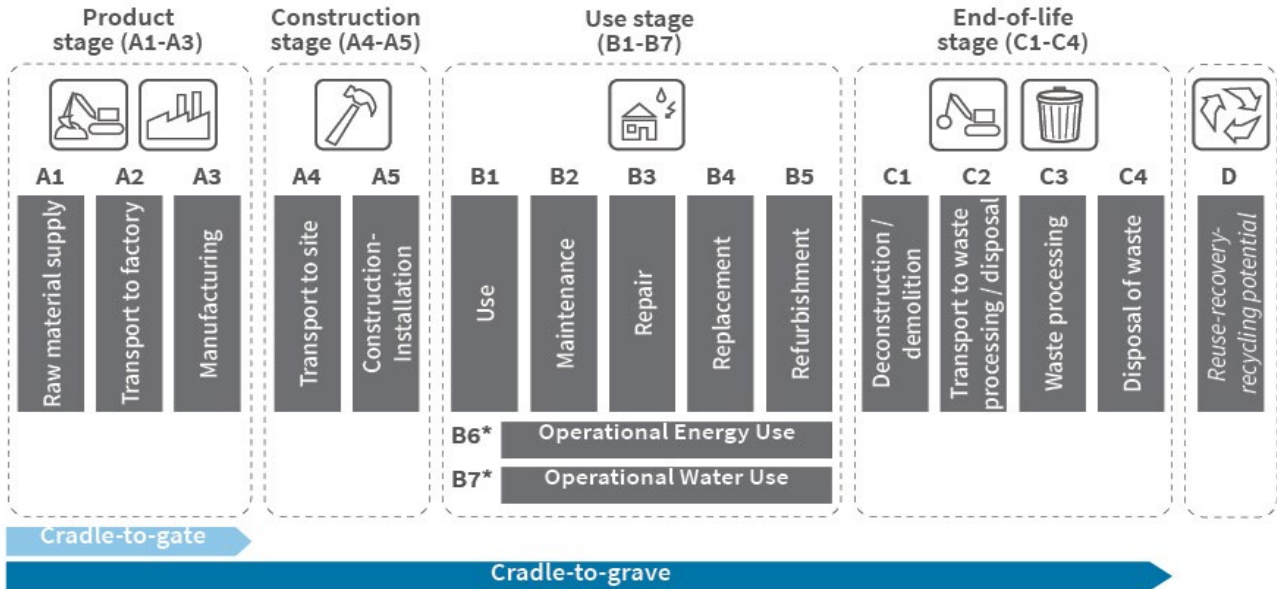 Product
stage (A1-A3)
Construction
stage (A4-A5)
Use stage
(B1-B7)
End-of-life
stage (C1-C4)
A1
A2
A3
A4
A5
B1
B2
B3
B4
B5
C1
C2
C3
C4
D
Raw material supply
Transport to factory
Manufacturing
Transport to site
Construction-
Installation
Use
Maintenance
Repair
Replacement
Refurbishment
Deconstruction /
demolition
Transport to waste
processing / disposal
Waste processing
Disposal of waste
Reuse-recovery-
recycling potential
B6*
Operational Energy Use
B7*
Operational Water Use
Cradle-to-gate
Cradle-to-grave